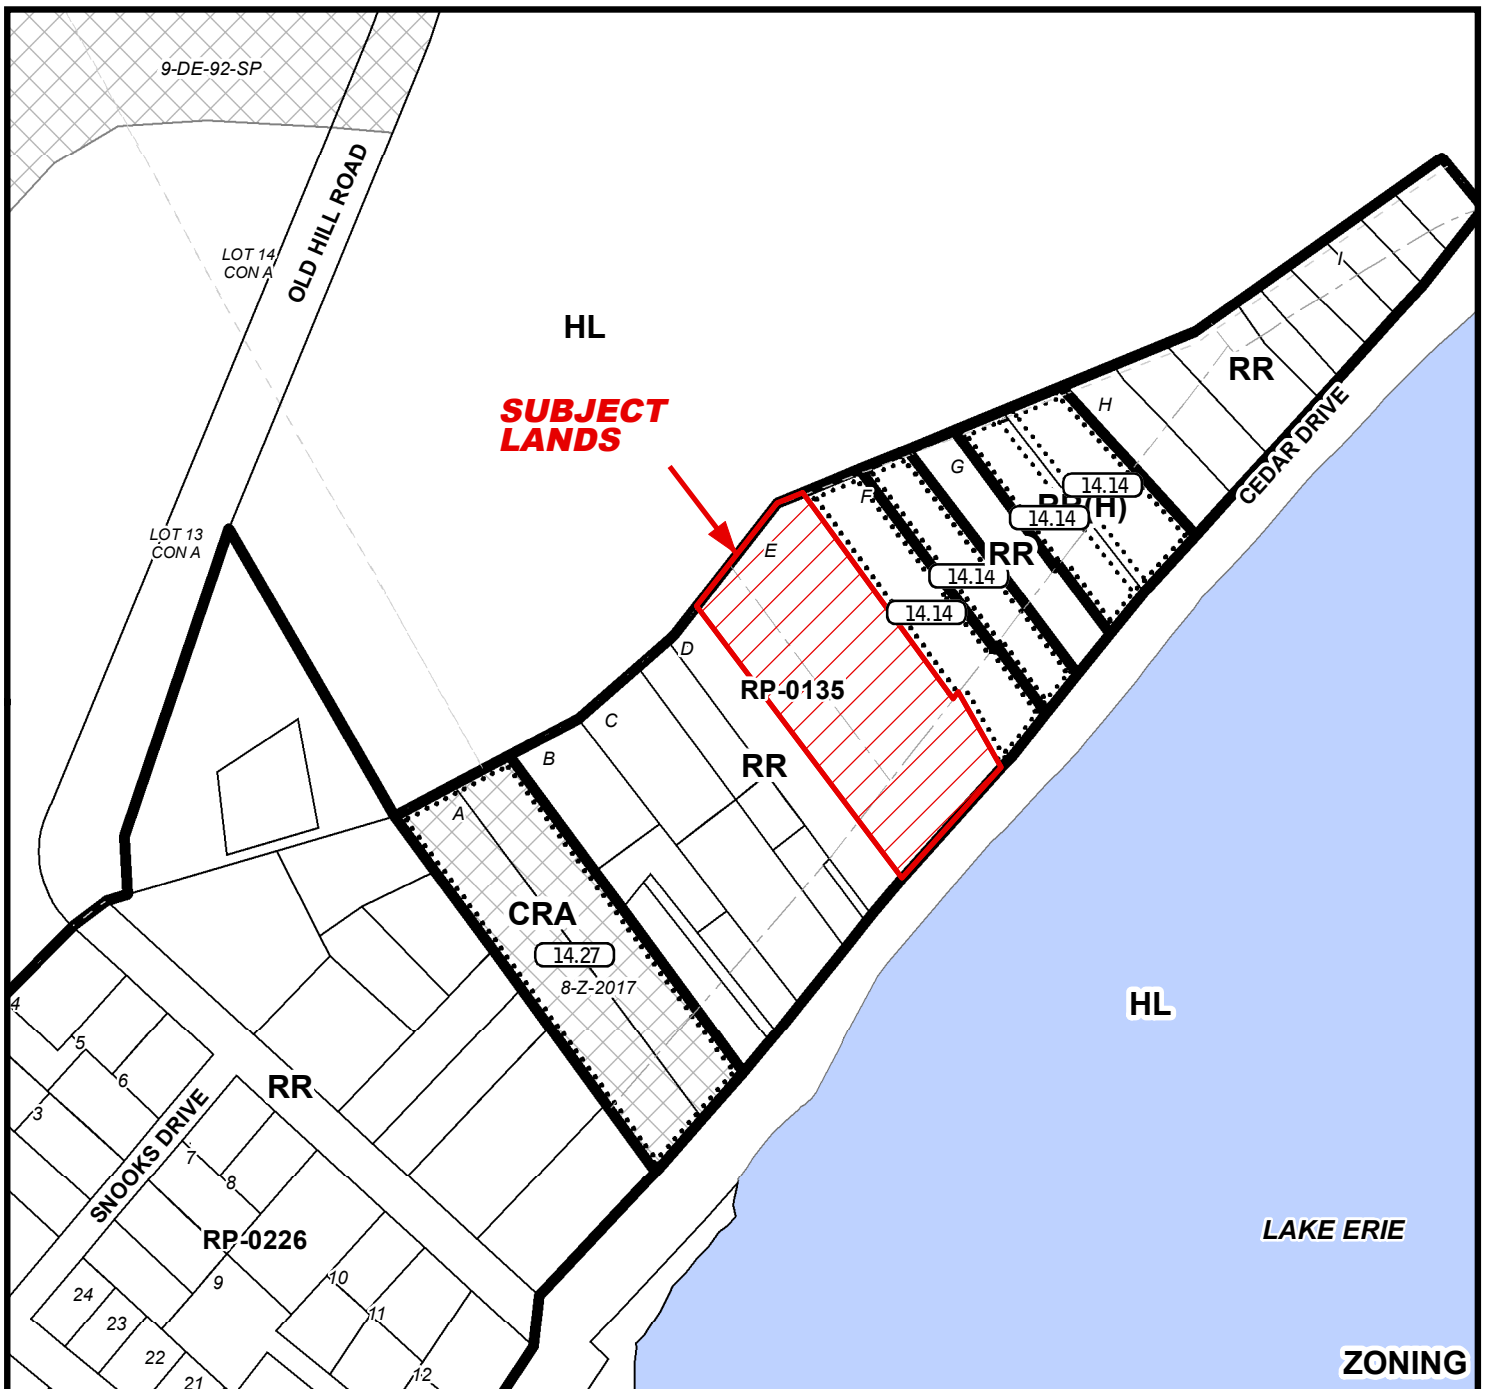 9-DE-92-SP
OLD HILL ROAD
LOT 14
CON A
I
HL
RR
SUBJECT
LANDS
H
CEDAR DRIVE
G
14.14
F
RR(H)
14.14
LOT 13
CON A
E
RR
14.14
14.14
D
RP-0135
C
B
RR
A
CRA
14.27
8-Z-2017
4
HL
5
6
RR
3
SNOOKS DRIVE
7
8
LAKE ERIE
RP-0226
9
10
24
11
23
22
ZONING
12
21